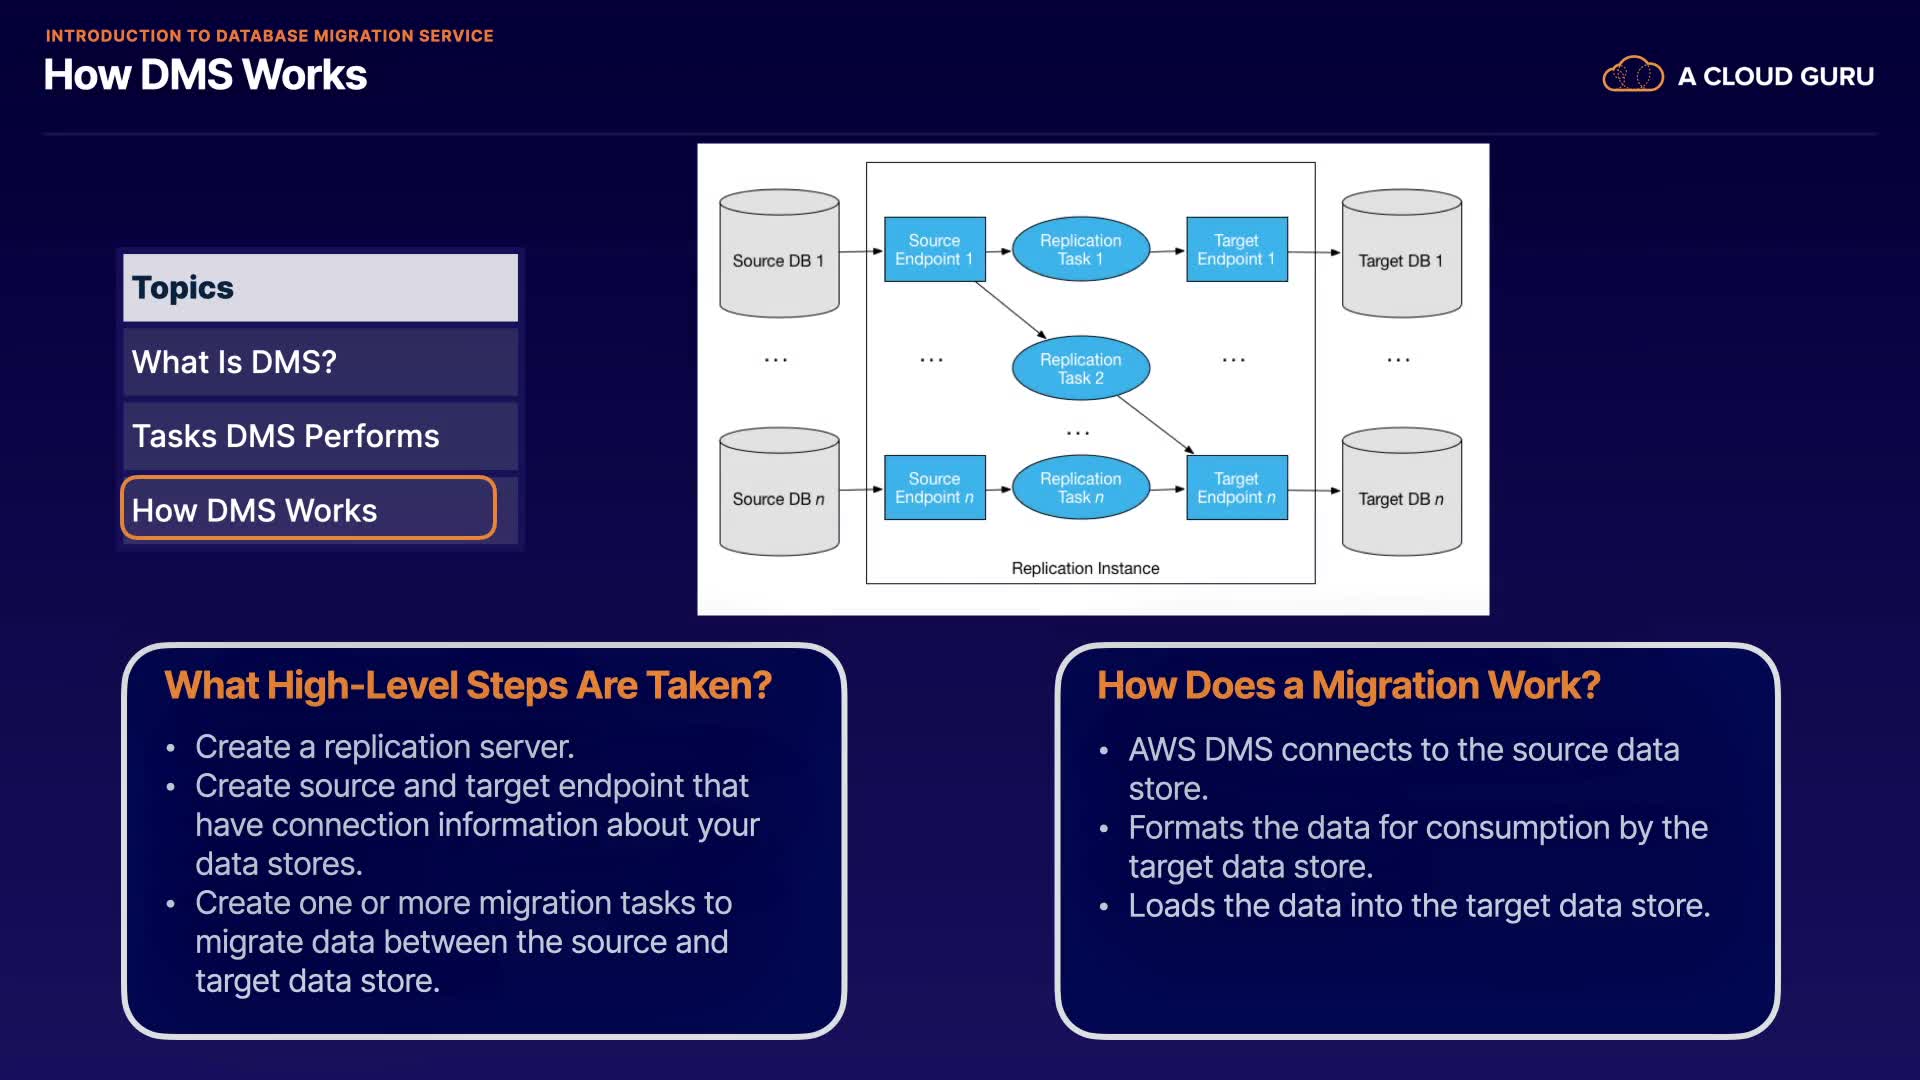 INTRODUCTION TO DATABASE MIGRATION SERVICE
How DMS Works
A CLOUD GURU
Topics
What Is DMS?
Tasks DMS Performs
How DMS Works
Source DB 1
Source
Endpoint 1
Replication
Task 1
Target
Endpoint 1
Target DB 1
...
...
Replication
Task 2
...
...
...
Source DB n
Source
Endpoint n
Replication
Task n
Target
Endpoint n
Target DB n
Replication Instance
What High-Level Steps Are Taken?
• Create a replication server.
• Create source and target endpoint that
have connection information about your
data stores.
• Create one or more migration tasks to
migrate data between the source and
target data store.
How Does a Migration Work?
• AWS DMS connects to the source data
store.
• Formats the data for consumption by the
target data store.
• Loads the data into the target data store.